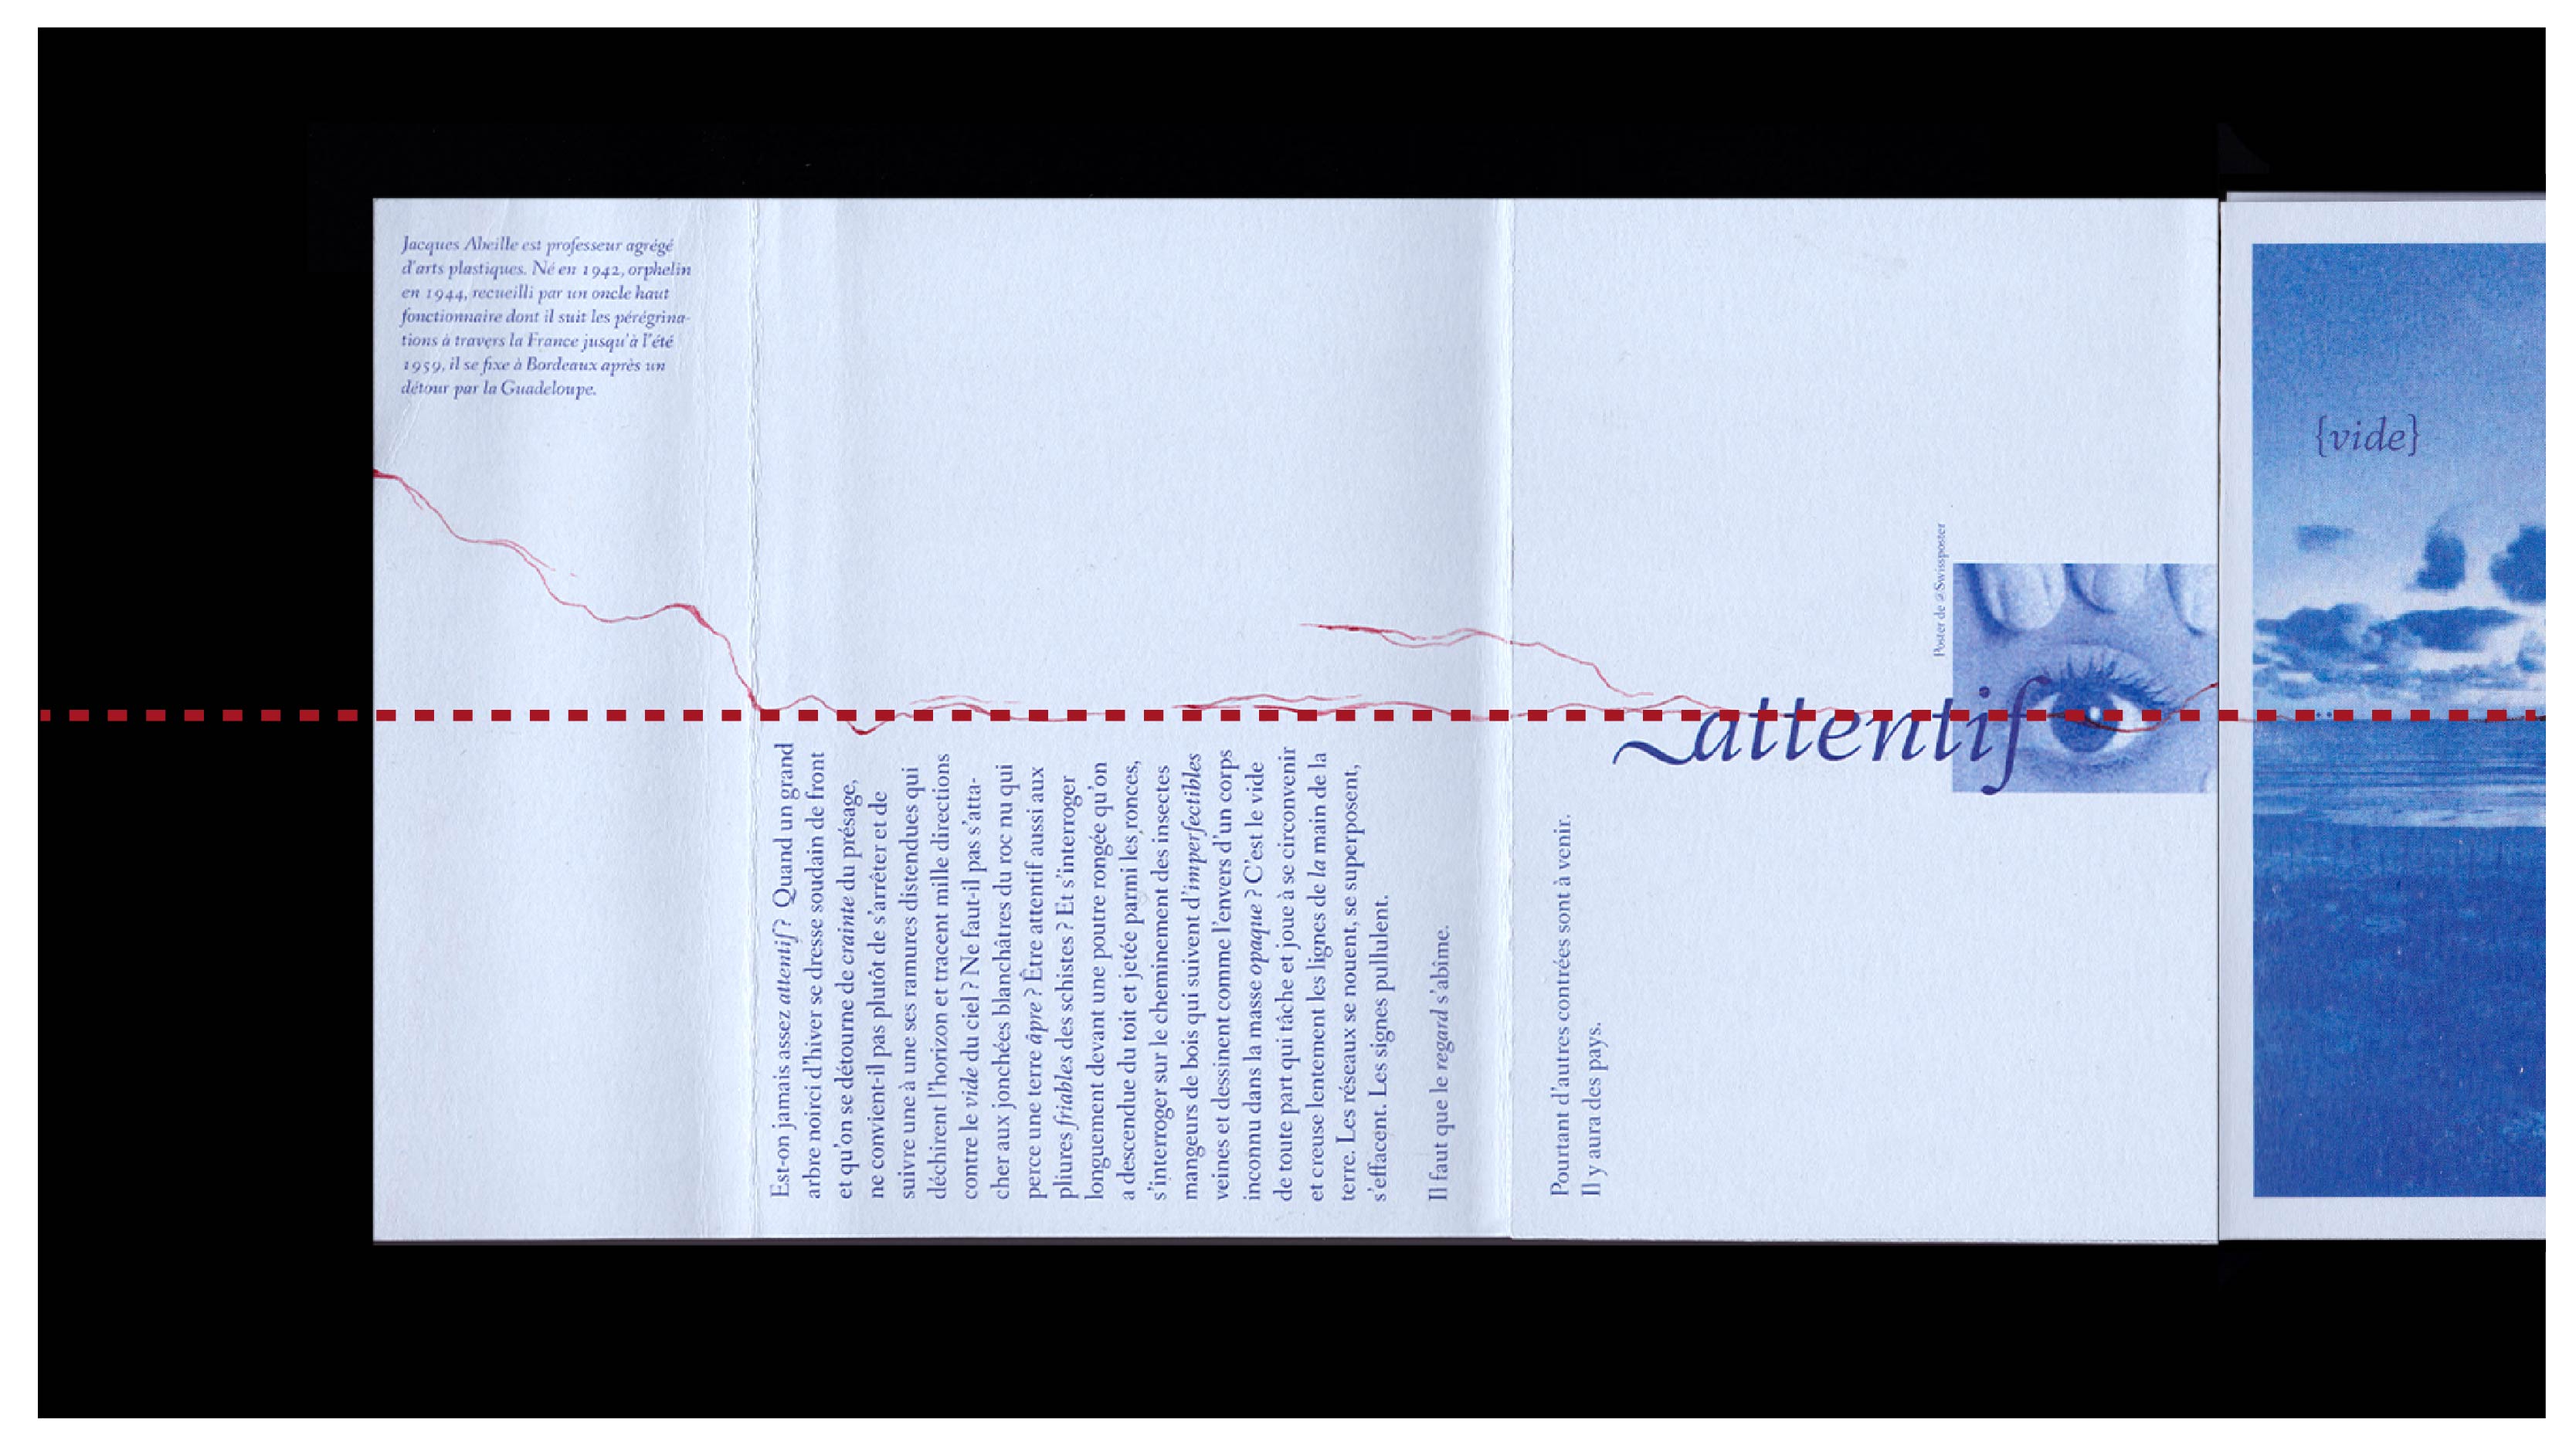 Jacques Abeille est professeur agrégé
d'arts plastiques. Né en 1942, orphelin
en 1944, recueilli par un oncle haut
fonctionnaire dont il suit les pérégrina-
tions à travers la France jusqu'à l'été
1959, il se fixe à Bordeaux après un
détour par la Guadeloupe.
Est-on jamais assez attentif ? Quand un grand
arbre noirci d'hiver se dresse soudain de front
et qu'on se détourne de crainte du présage,
ne convient-il pas plutôt de s'arrêter et de
suivre une à une ses ramures distendues qui
déchirent l'horizon et tracent mille directions
contre le vide du ciel ? Ne faut-il pas s'atta-
cher aux jonchées blanchâtres du roc nu qui
perce une terre âpre ? Être attentif aussi aux
pliures friables des schistes ? Et s'interroger
longuement devant une poutre rongée qu'on
a descendue du toit et jetée parmi les ronces,
s'interroger sur le cheminement des insectes
mangeurs de bois qui suivent d'imperfectibles
veines et dessinent comme l'envers d'un corps
inconnu dans la masse opaque ? C'est le vide
de toute part qui tâche et joue à se circonvenir
et creuse lentement les lignes de la main de la
terre. Les réseaux se nouent, se superposent,
s'effacent. Les signes pullulent.
Il faut que le regard s'abîme.
Pourtant d'autres contrées sont à venir.
Il y aura des pays.
attentif
Poster de Swissposter
{vide}